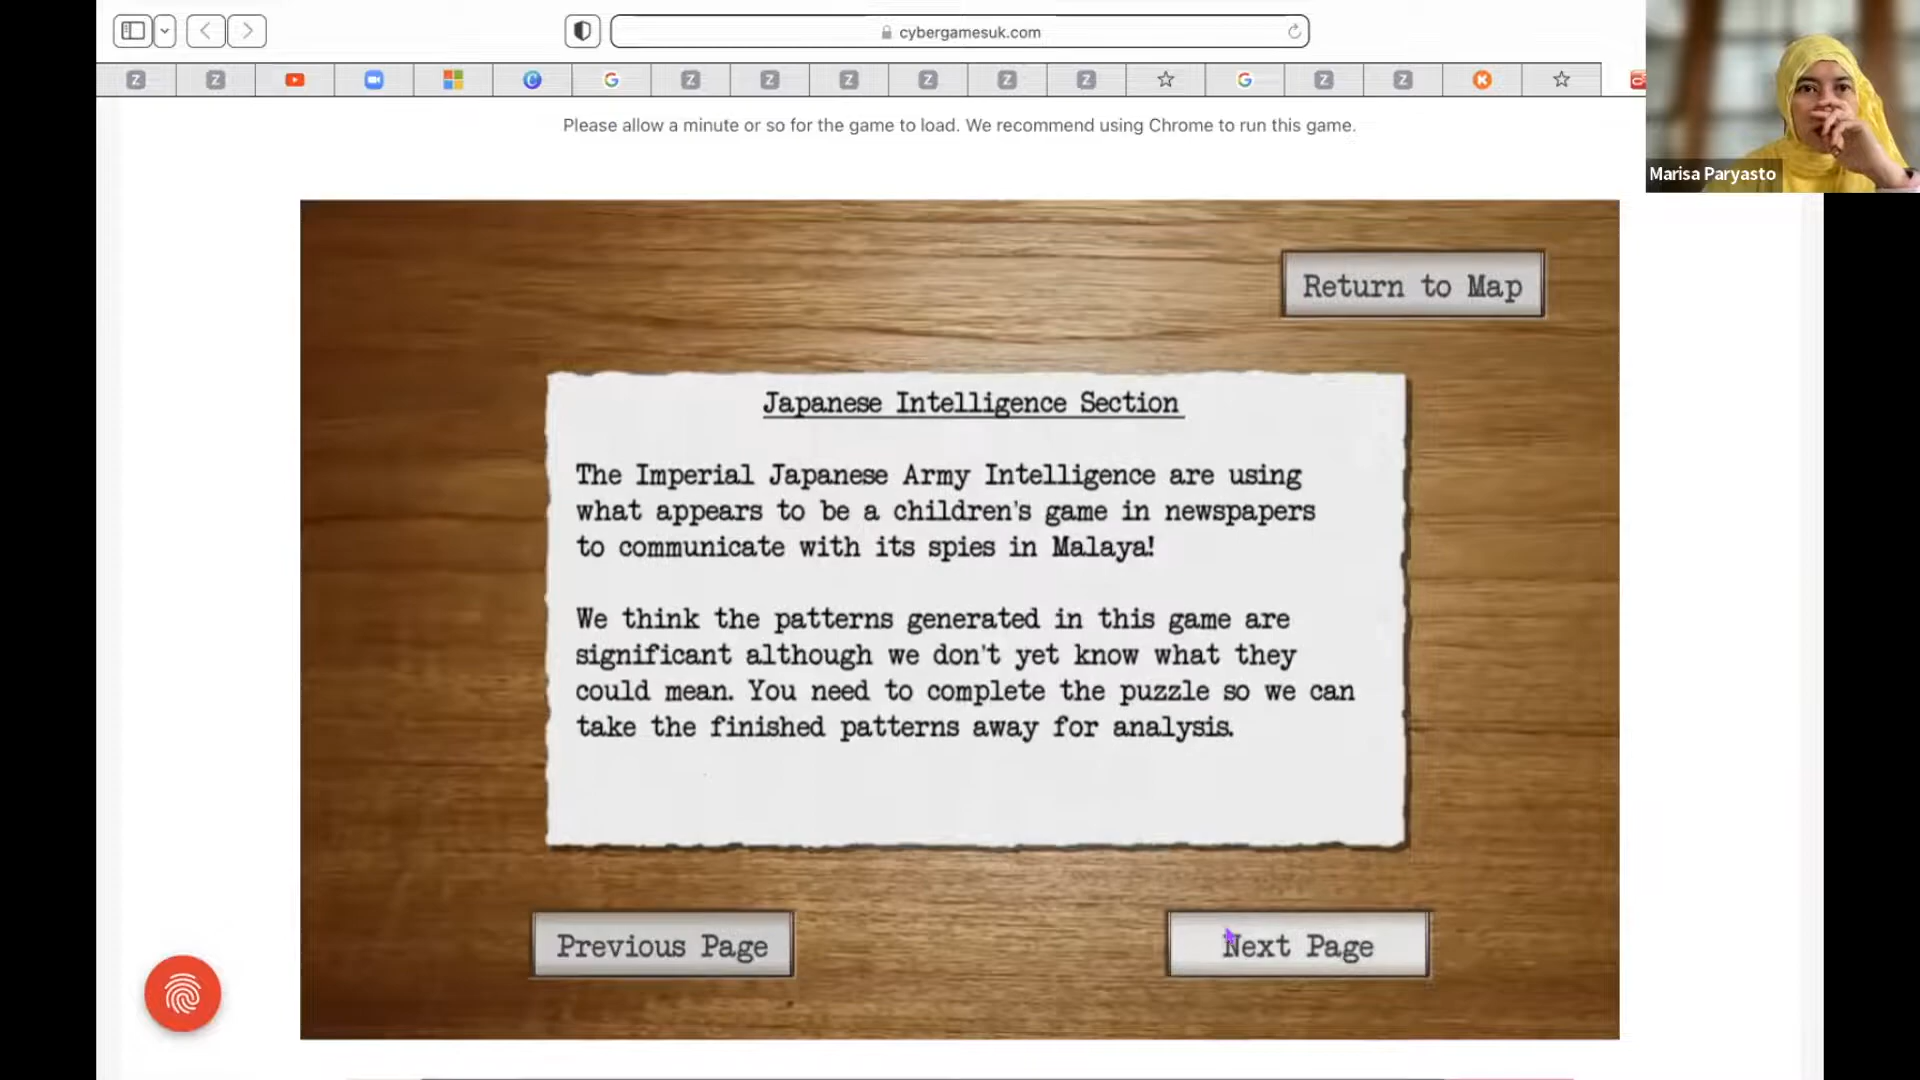 cybergamesuk.com
Please allow a minute or so for the game to load. We recommend using Chrome to run this game.
Marisa Paryasto
Return to Map
Japanese Intelligence Section
The Imperial Japanese Army Intelligence are using
what appears to be a children's game in newspapers
to communicate with its spies in Malaya!
We think the patterns generated in this game are
significant although we don't yet know what they
could mean. You need to complete the puzzle so we can
take the finished patterns away for analysis.
Previous Page
Next Page